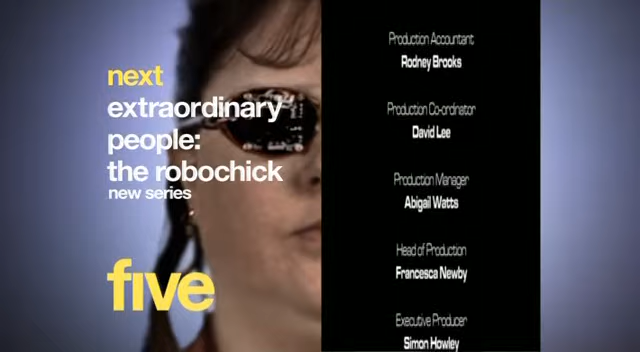 next
extraordinary
people:
the robochick
new series
five
Production Accountant
Rodney Brooks
Production Co-ordinator
David Lee
Production Manager
Abigail Watts
Head of Production
Francesca Newby
Executive Producer
Simon Howley